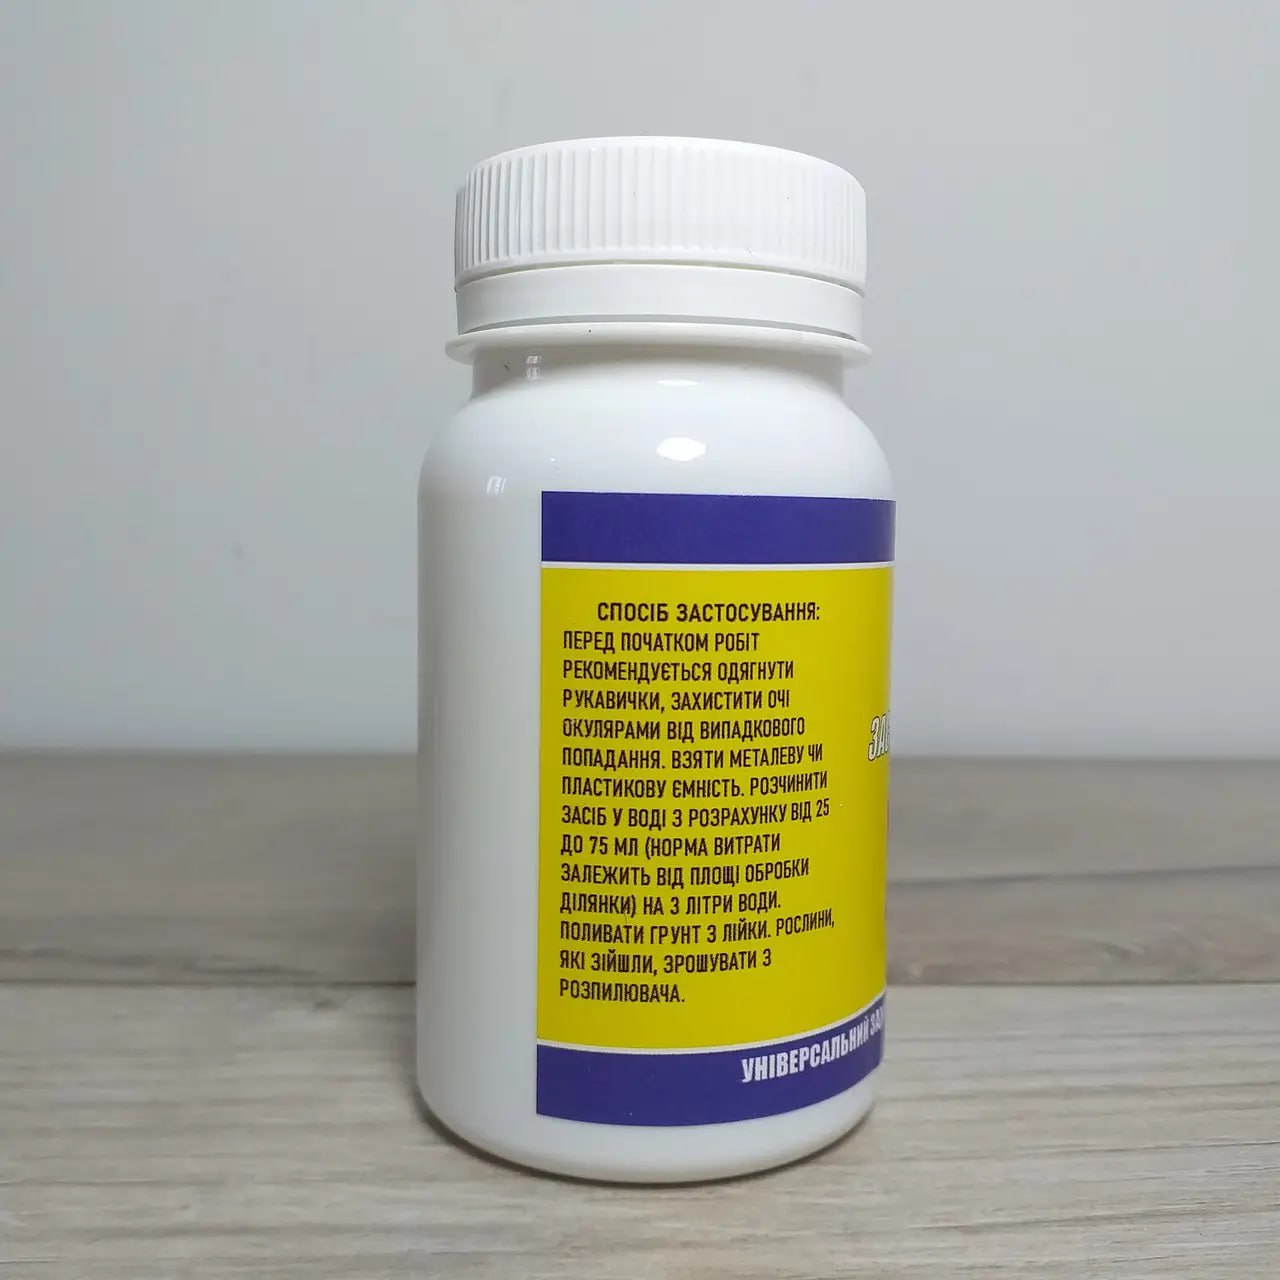 СПОСІБ ЗАСТОСУВАННЯ:
ПЕРЕД ПОЧАТКОМ РОБІТ
РЕКОМЕНДУЄТЬСЯ ОДЯГНУТИ
РУКАВИЧКИ, ЗАХИСТИТИ ОЧІ
ОКУЛЯРАМИ ВІД ВИПАДКОВОГО
ПОПАДАННЯ. ВЗЯТИ МЕТАЛЕВУ ЧИ
ПЛАСТИКОВУ ЄМНІСТЬ. РОЗЧИНИТИ
ЗАСІБ У ВОДІ З РОЗРАХУНКУ ВІД 25
ДО 75 МЛ (НОРМА ВИТРАТИ
ЗАЛЕЖИТЬ ВІД ПЛОЩІ ОБРОБКИ
ДІЛЯНКИ) НА 3 ЛІТРИ ВОДИ.
ПОЛИВАТИ ГРУНТ З ЛІЙКИ. РОСЛИНИ,
ЯКІ ЗІЙШЛИ, ЗРОШУВАТИ З
РОЗПИЛЮВАЧА.
УНІВЕРСАЛЬНИЙ